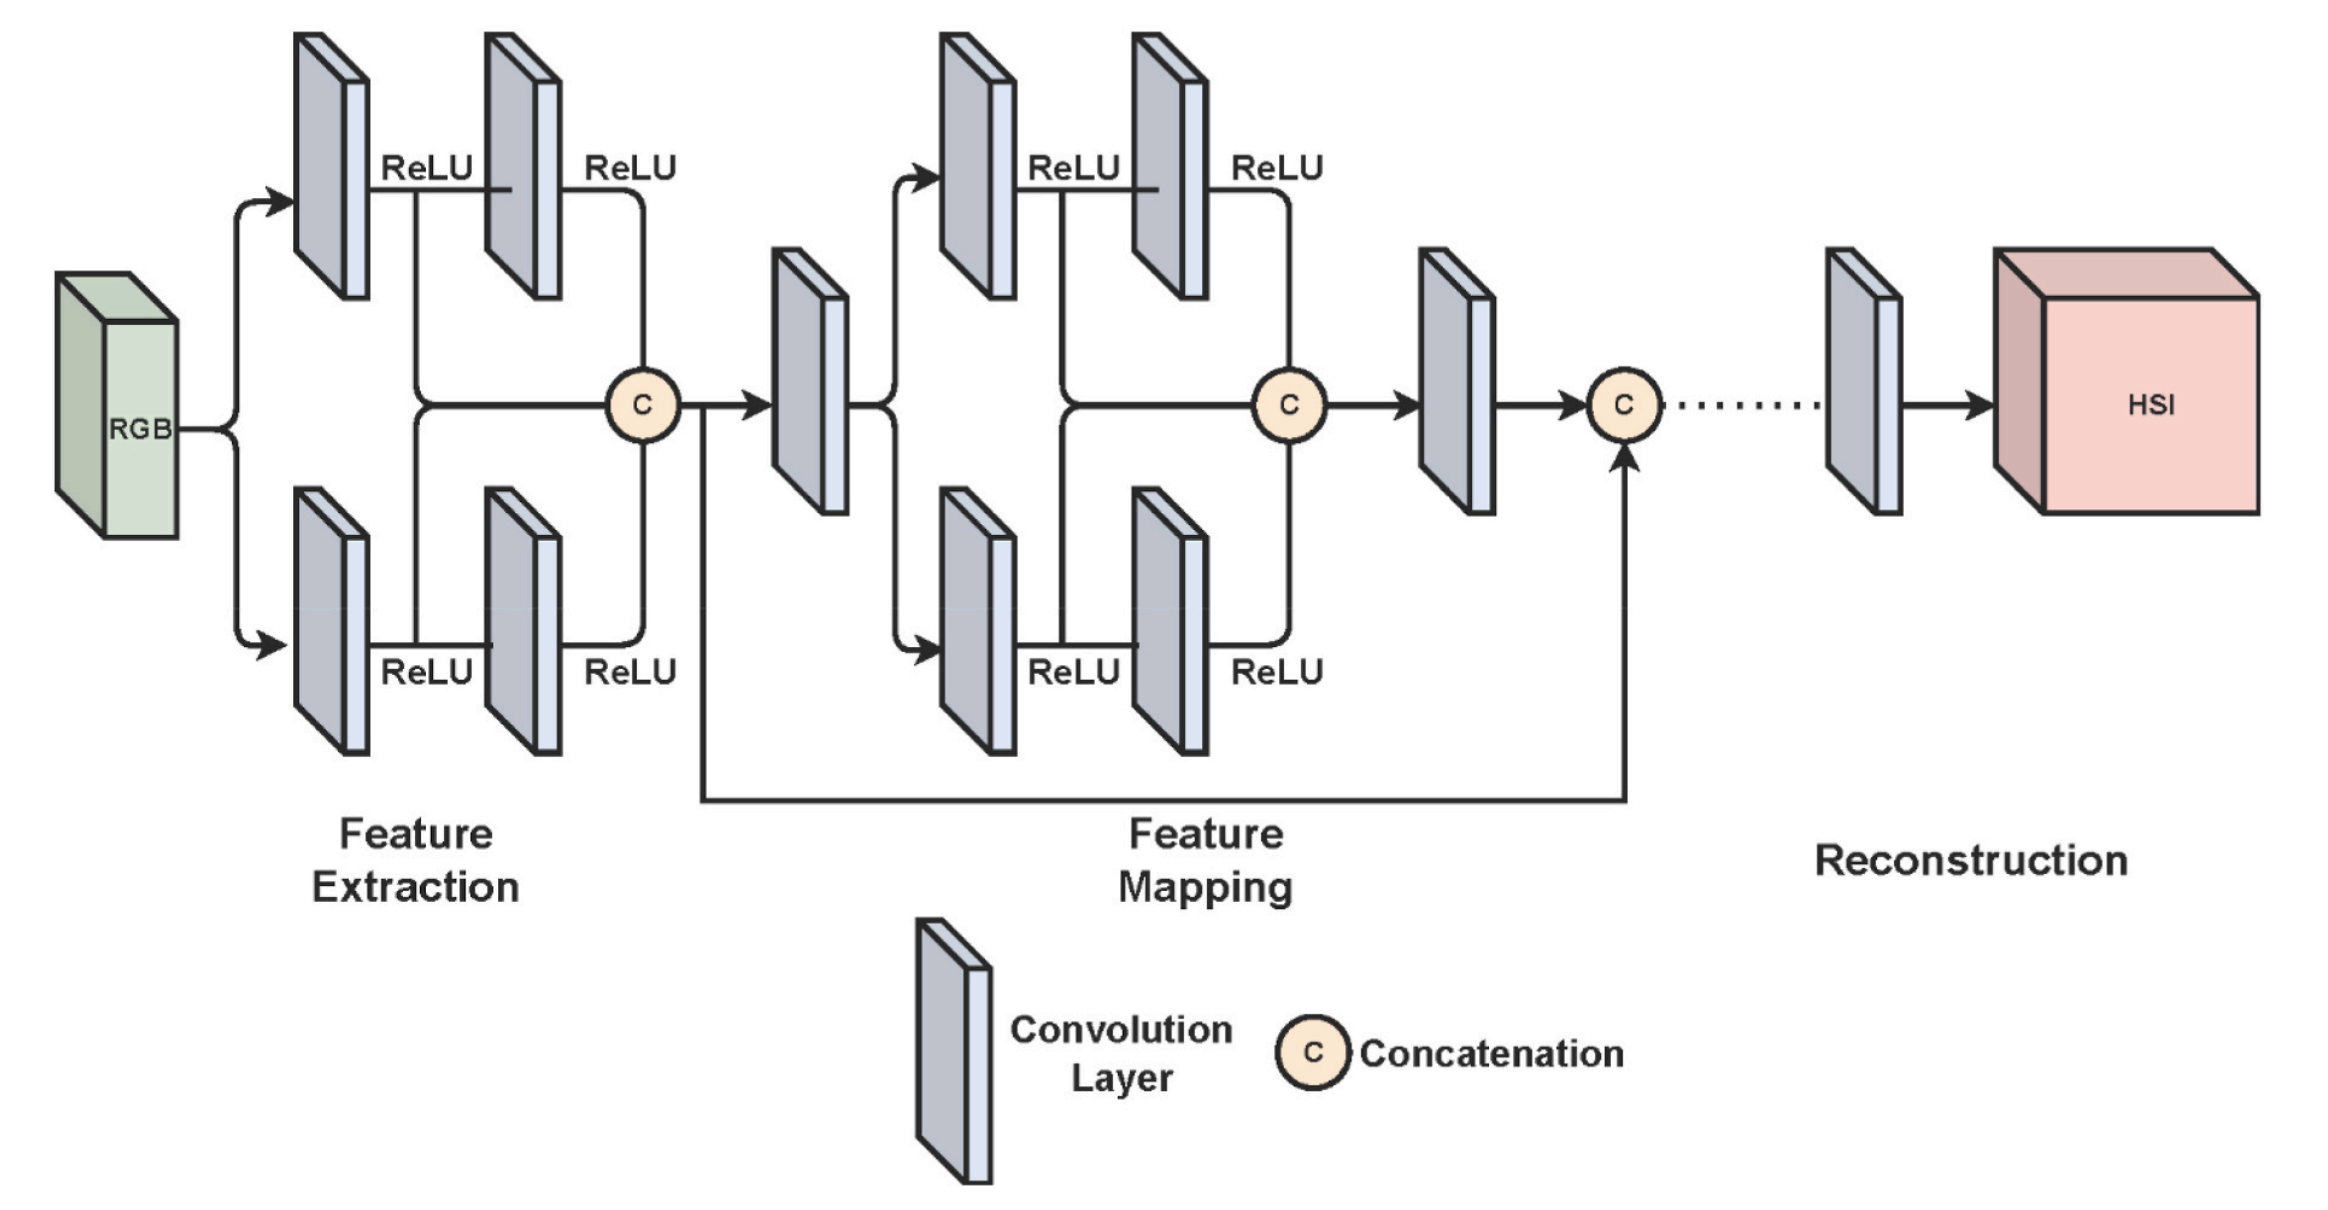 ReLU
ReLU
ReLU
ReLU
RGB
C
C
C
HSI
ReLU
ReLU
ReLU
ReLU
Feature
Extraction
Feature
Mapping
Reconstruction
Convolution
Layer
C
Concatenation